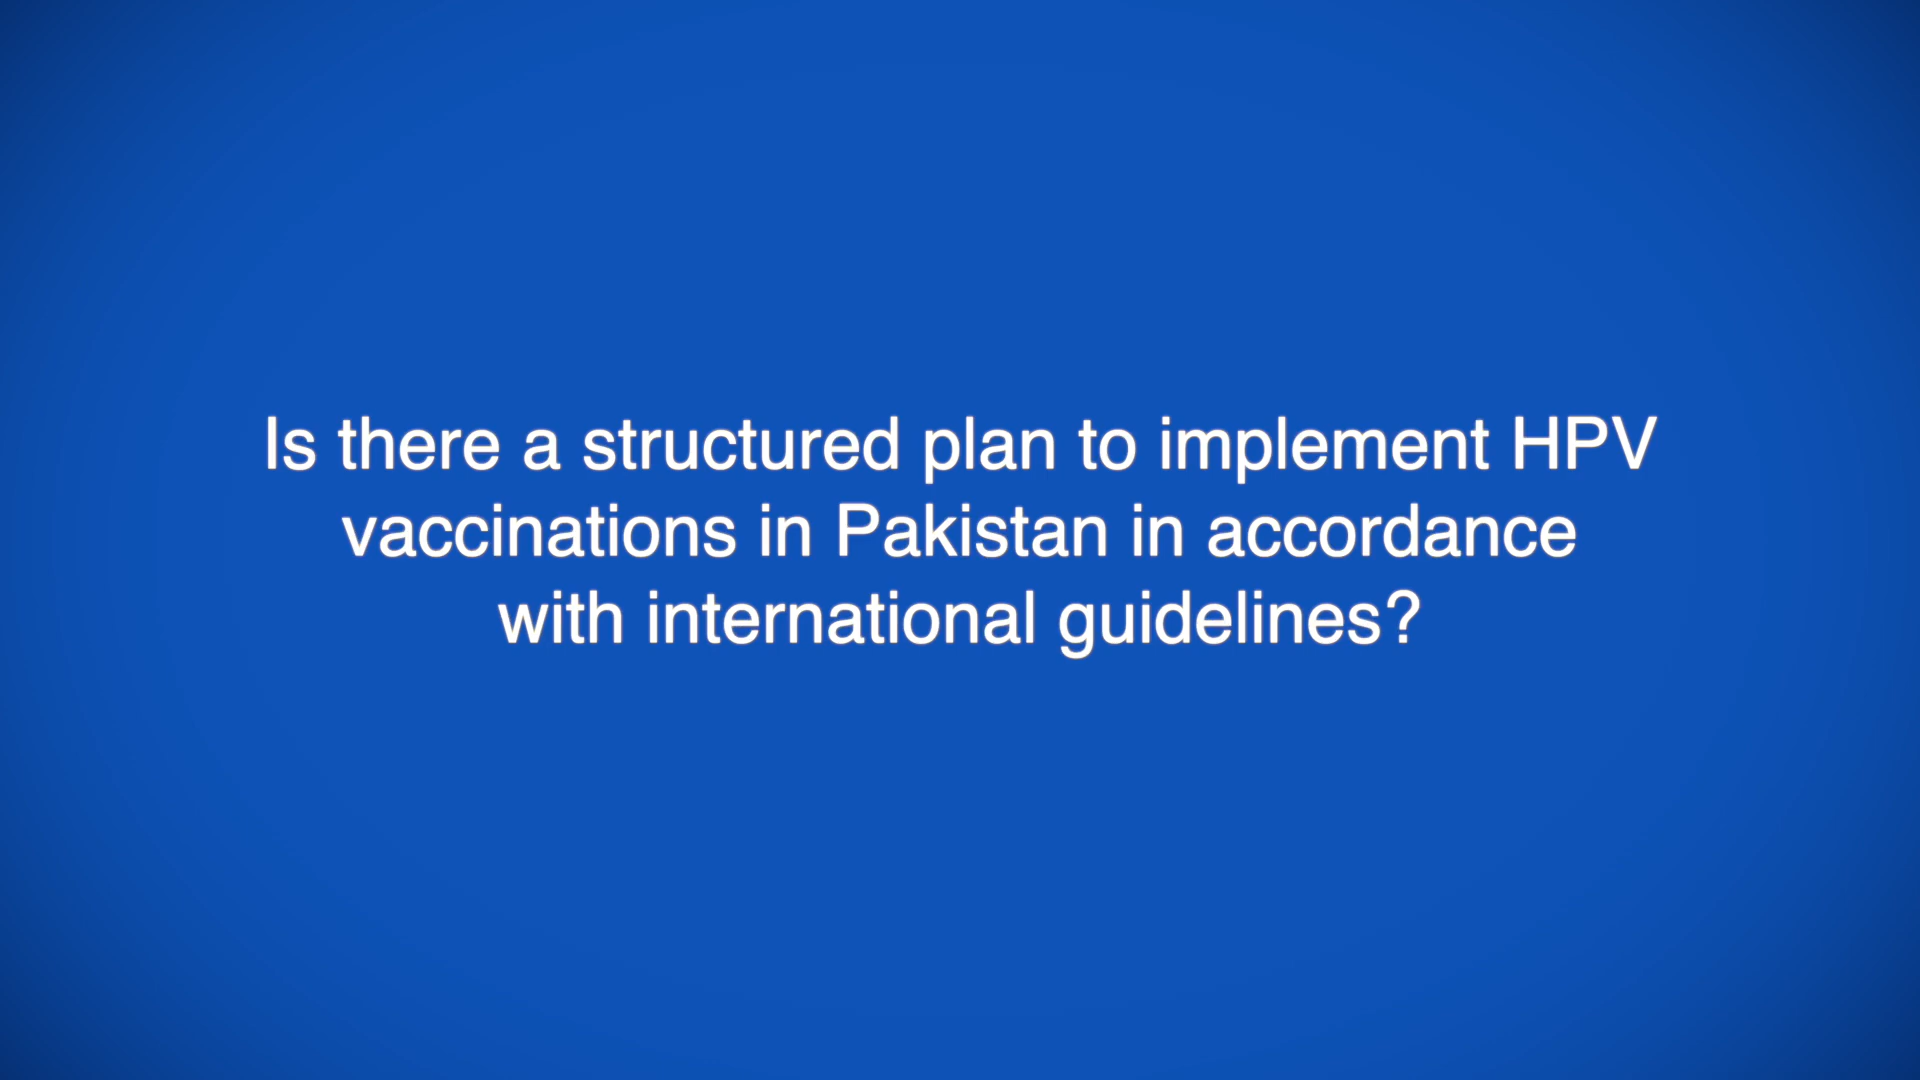 Is there a structured plan to implement HPV
vaccinations in Pakistan in accordance
with international guidelines?